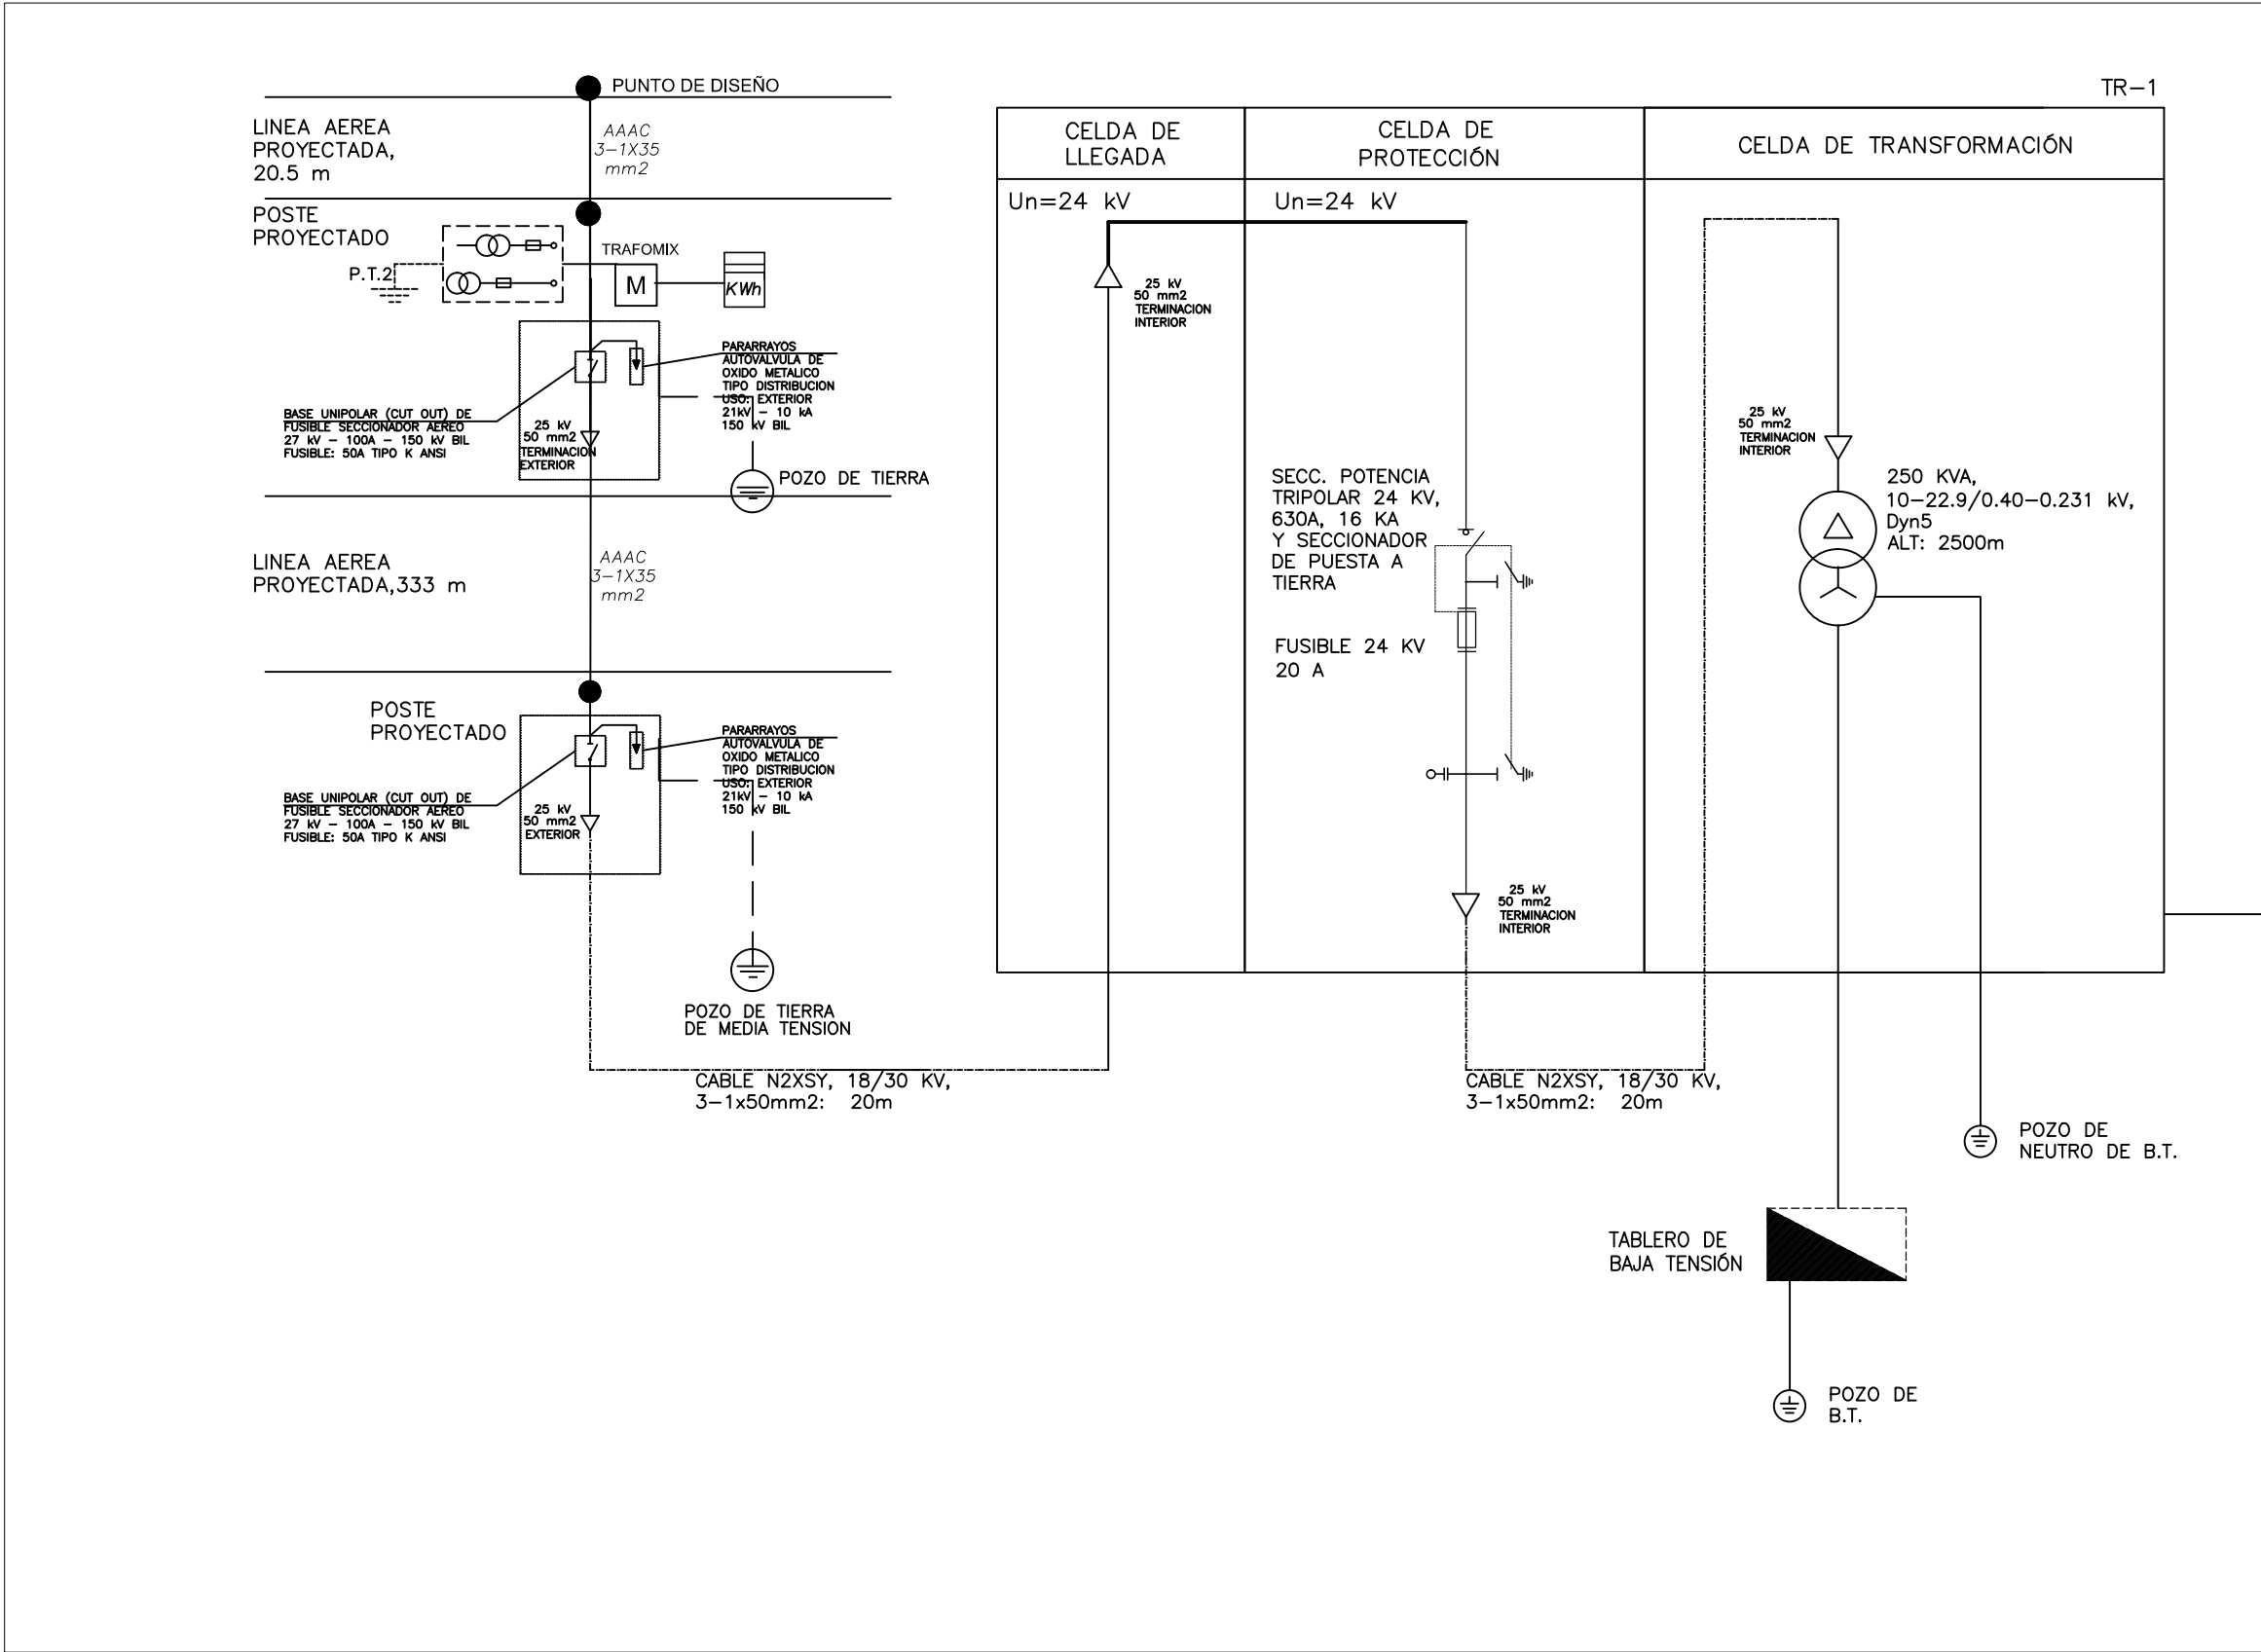 PUNTO DE DISEÑO
LINEA AEREA
PROYECTADA,
20.5 m
AAAC
3-1X35
mm2
POSTE
PROYECTADO
P.T.2
TRAFOMIX
M
KWh
PARARRAYOS
AUTOVALVULA DE
OXIDO METALICO
TIPO DISTRIBUCION
USO: EXTERIOR
21kV - 10 kA
150 kV BIL
BASE UNIPOLAR (CUT OUT) DE
FUSIBLE SECCIONADOR AEREO
27 kV - 100A - 150 kV BIL
FUSIBLE: 50A TIPO K ANSI
25 kV
50 mm2
TERMINACION
EXTERIOR
POZO DE TIERRA
LINEA AEREA
PROYECTADA,333 m
AAAC
3-1X35
mm2
POSTE
PROYECTADO
PARARRAYOS
AUTOVALVULA DE
OXIDO METALICO
TIPO DISTRIBUCION
USO: EXTERIOR
21kV - 10 kA
150 kV BIL
BASE UNIPOLAR (CUT OUT) DE
FUSIBLE SECCIONADOR AEREO
27 kV - 100A - 150 kV BIL
FUSIBLE: 50A TIPO K ANSI
25 kV
50 mm2
EXTERIOR
POZO DE TIERRA
DE MEDIA TENSION
CABLE N2XSY, 18/30 KV,
3-1x50mm2: 20m
TR-1
CELDA DE
LLEGADA
Un=24 kV
25 kV
50 mm2
TERMINACION
INTERIOR
CELDA DE
PROTECCIÓN
Un=24 kV
SECC. POTENCIA
TRIPOLAR 24 KV,
630A, 16 KA
Y SECCIONADOR
DE PUESTA A
TIERRA
FUSIBLE 24 KV
20 A
25 kV
50 mm2
TERMINACION
INTERIOR
CABLE N2XSY, 18/30 KV,
3-1x50mm2: 20m
CELDA DE TRANSFORMACIÓN
25 kV
50 mm2
TERMINACION
INTERIOR
250 KVA,
10-22.9/0.40-0.231 kV,
Dyn5
ALT: 2500m
POZO DE
NEUTRO DE B.T.
TABLERO DE
BAJA TENSIÓN
POZO DE
B.T.